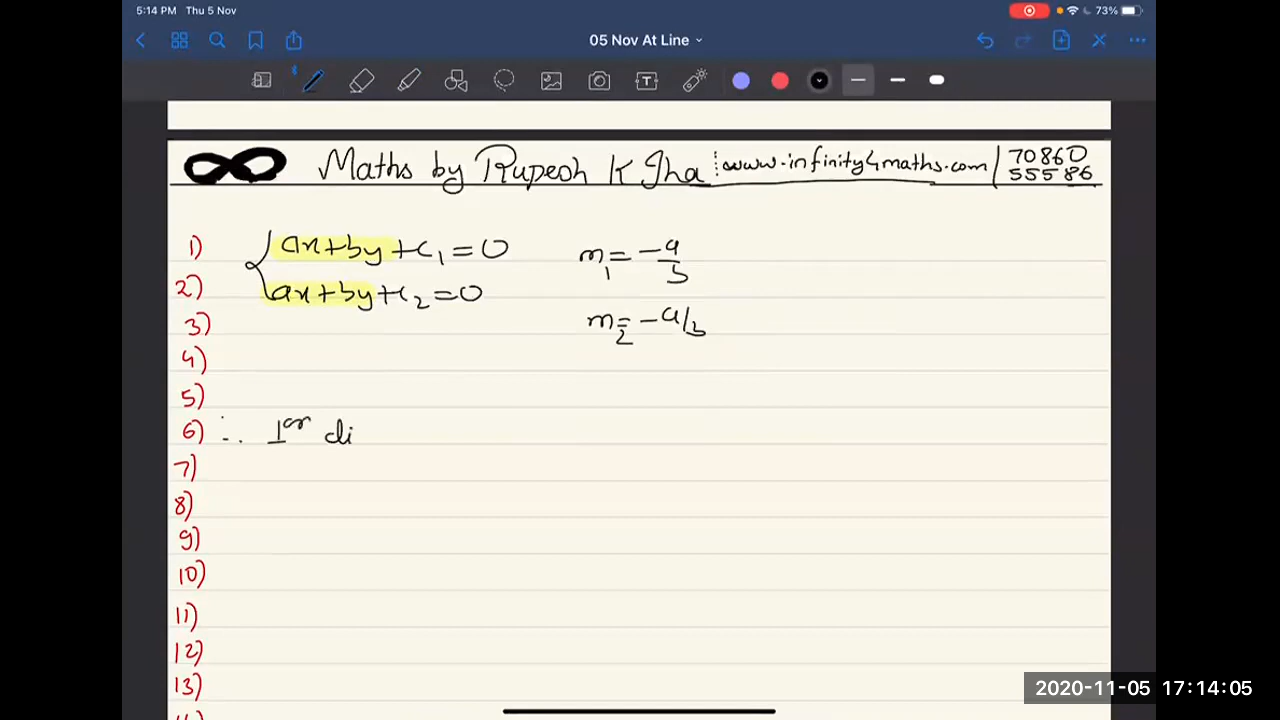 5:14 PM Thu 5 Nov
73%
05 Nov At Line
Maths by Rupesh K Jha www.infinity4maths.com 70860 55586
1) ax+by+c₁=0 m₁=-a/b
2) ax+by+c₂=0
3) m₂=-a/b
4)
5)
6) ∴ ⊥ar di
7)
8)
9)
10)
11)
12)
13)
2020-11-05 17:14:05